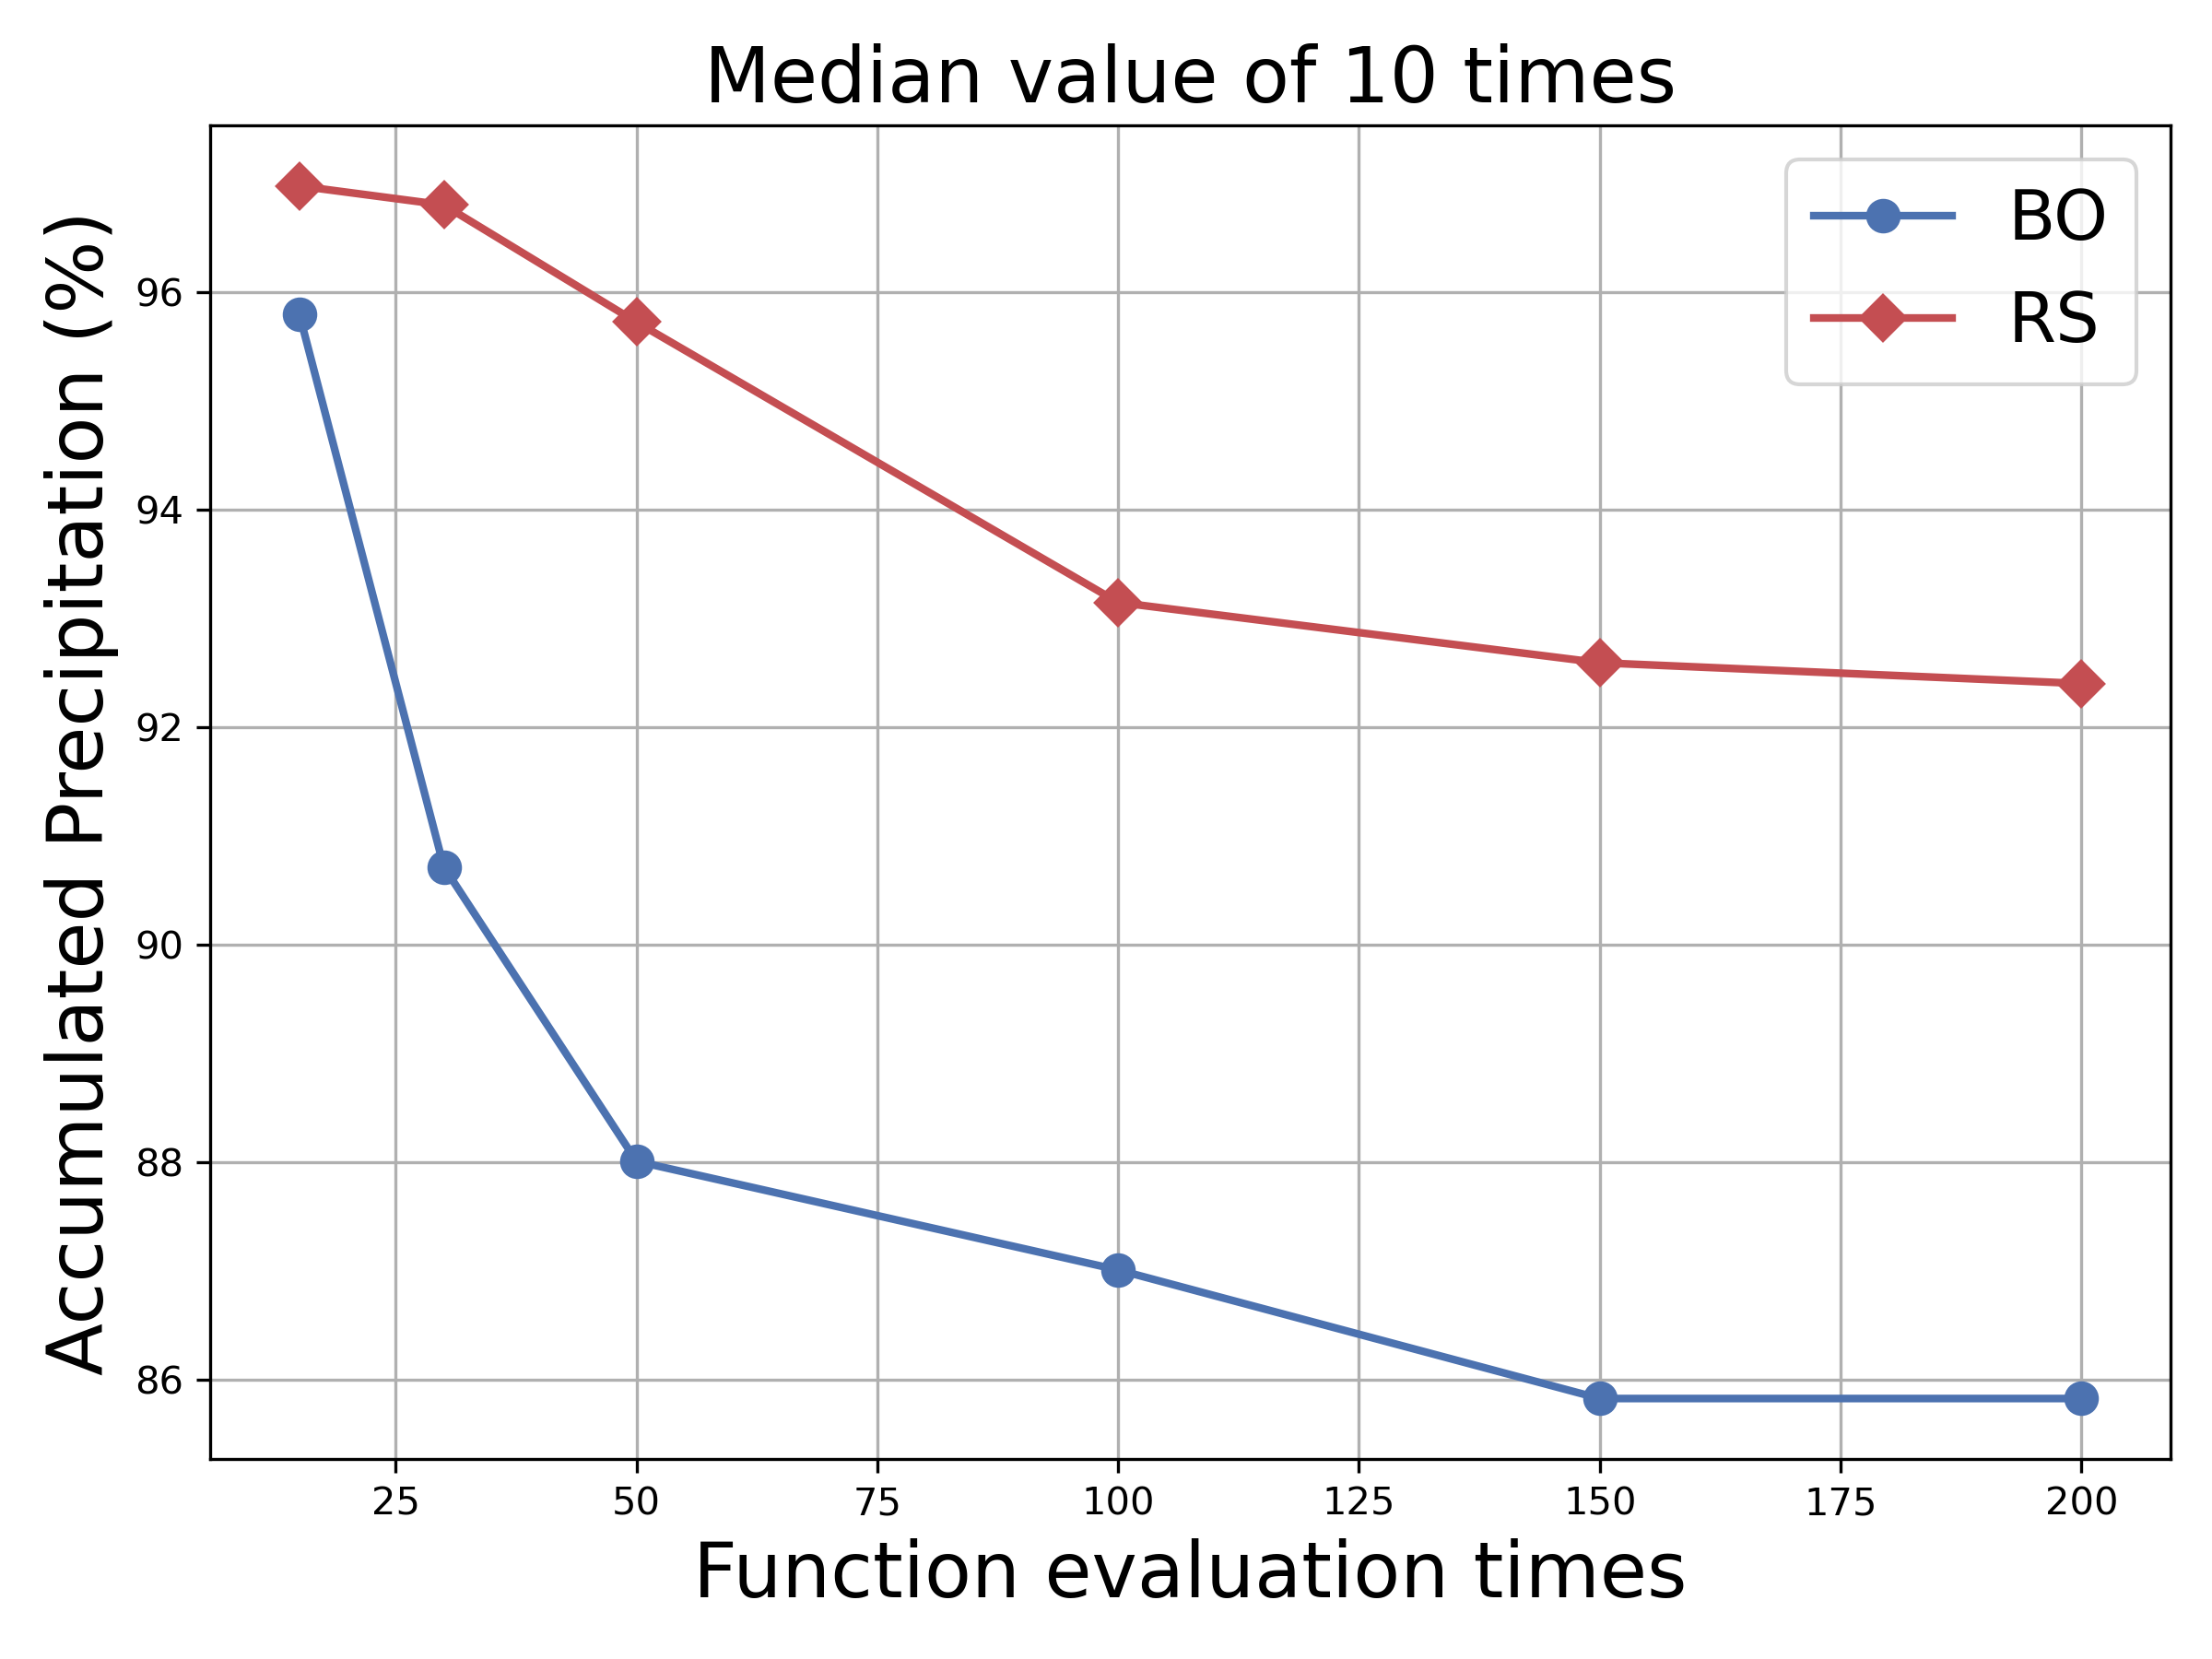 Median value of 10 times
BO
RS
Accumulated Precipitation (%)
96
94
92
90
88
86
25 50 75 100 125 150 175 200
Function evaluation times